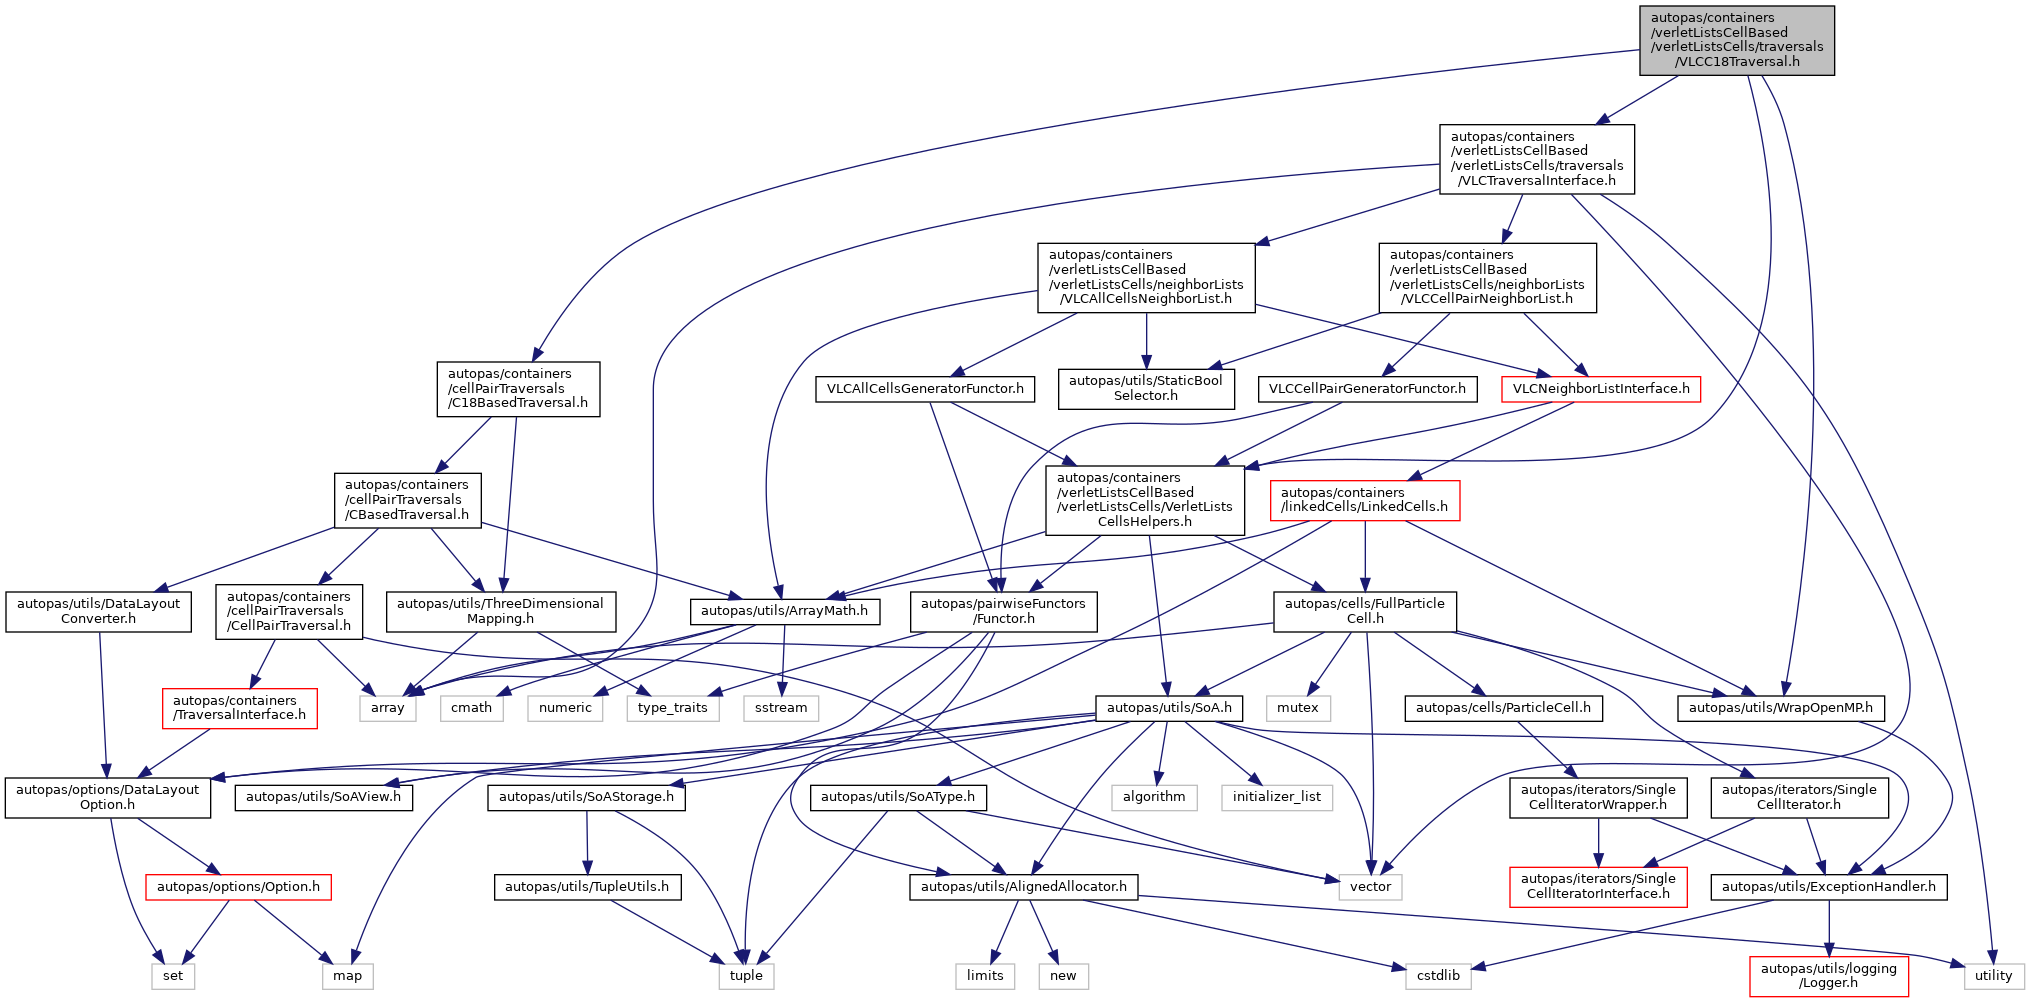 autopas/containers
/verletListsCellBased
/verletListsCells/traversals
/VLCC18Traversal.h
autopas/containers
/verletListsCellBased
/verletListsCells/traversals
/VLCTraversalInterface.h
autopas/containers
/verletListsCellBased
/verletListsCells/neighborLists
/VLCAllCellsNeighborList.h
autopas/containers
/verletListsCellBased
/verletListsCells/neighborLists
/VLCCellPairNeighborList.h
autopas/containers
/cellPairTraversals
/C18BasedTraversal.h
VLCAllCellsGeneratorFunctor.h
autopas/utils/StaticBool
Selector.h
VLCCellPairGeneratorFunctor.h
VLCNeighborListInterface.h
autopas/containers
/cellPairTraversals
/CBasedTraversal.h
autopas/containers
/verletListsCellBased
/verletListsCells/VerletLists
CellsHelpers.h
autopas/containers
/linkedCells/LinkedCells.h
autopas/utils/DataLayout
Converter.h
autopas/containers
/cellPairTraversals
/CellPairTraversal.h
autopas/utils/ThreeDimensional
Mapping.h
autopas/utils/ArrayMath.h
autopas/pairwiseFunctors
/Functor.h
autopas/cells/FullParticle
Cell.h
autopas/containers
/TraversalInterface.h
array
cmath
numeric
type_traits
sstream
autopas/utils/SoA.h
mutex
autopas/cells/ParticleCell.h
autopas/utils/WrapOpenMP.h
autopas/options/DataLayout
Option.h
autopas/utils/SoAView.h
autopas/utils/SoAStorage.h
autopas/utils/SoAType.h
algorithm
initializer_list
autopas/iterators/Single
CellIteratorWrapper.h
autopas/iterators/Single
CellIterator.h
autopas/options/Option.h
autopas/utils/TupleUtils.h
autopas/utils/AlignedAllocator.h
vector
autopas/iterators/Single
CellIteratorInterface.h
autopas/utils/ExceptionHandler.h
set
map
tuple
limits
new
cstdlib
autopas/utils/logging
/Logger.h
utility